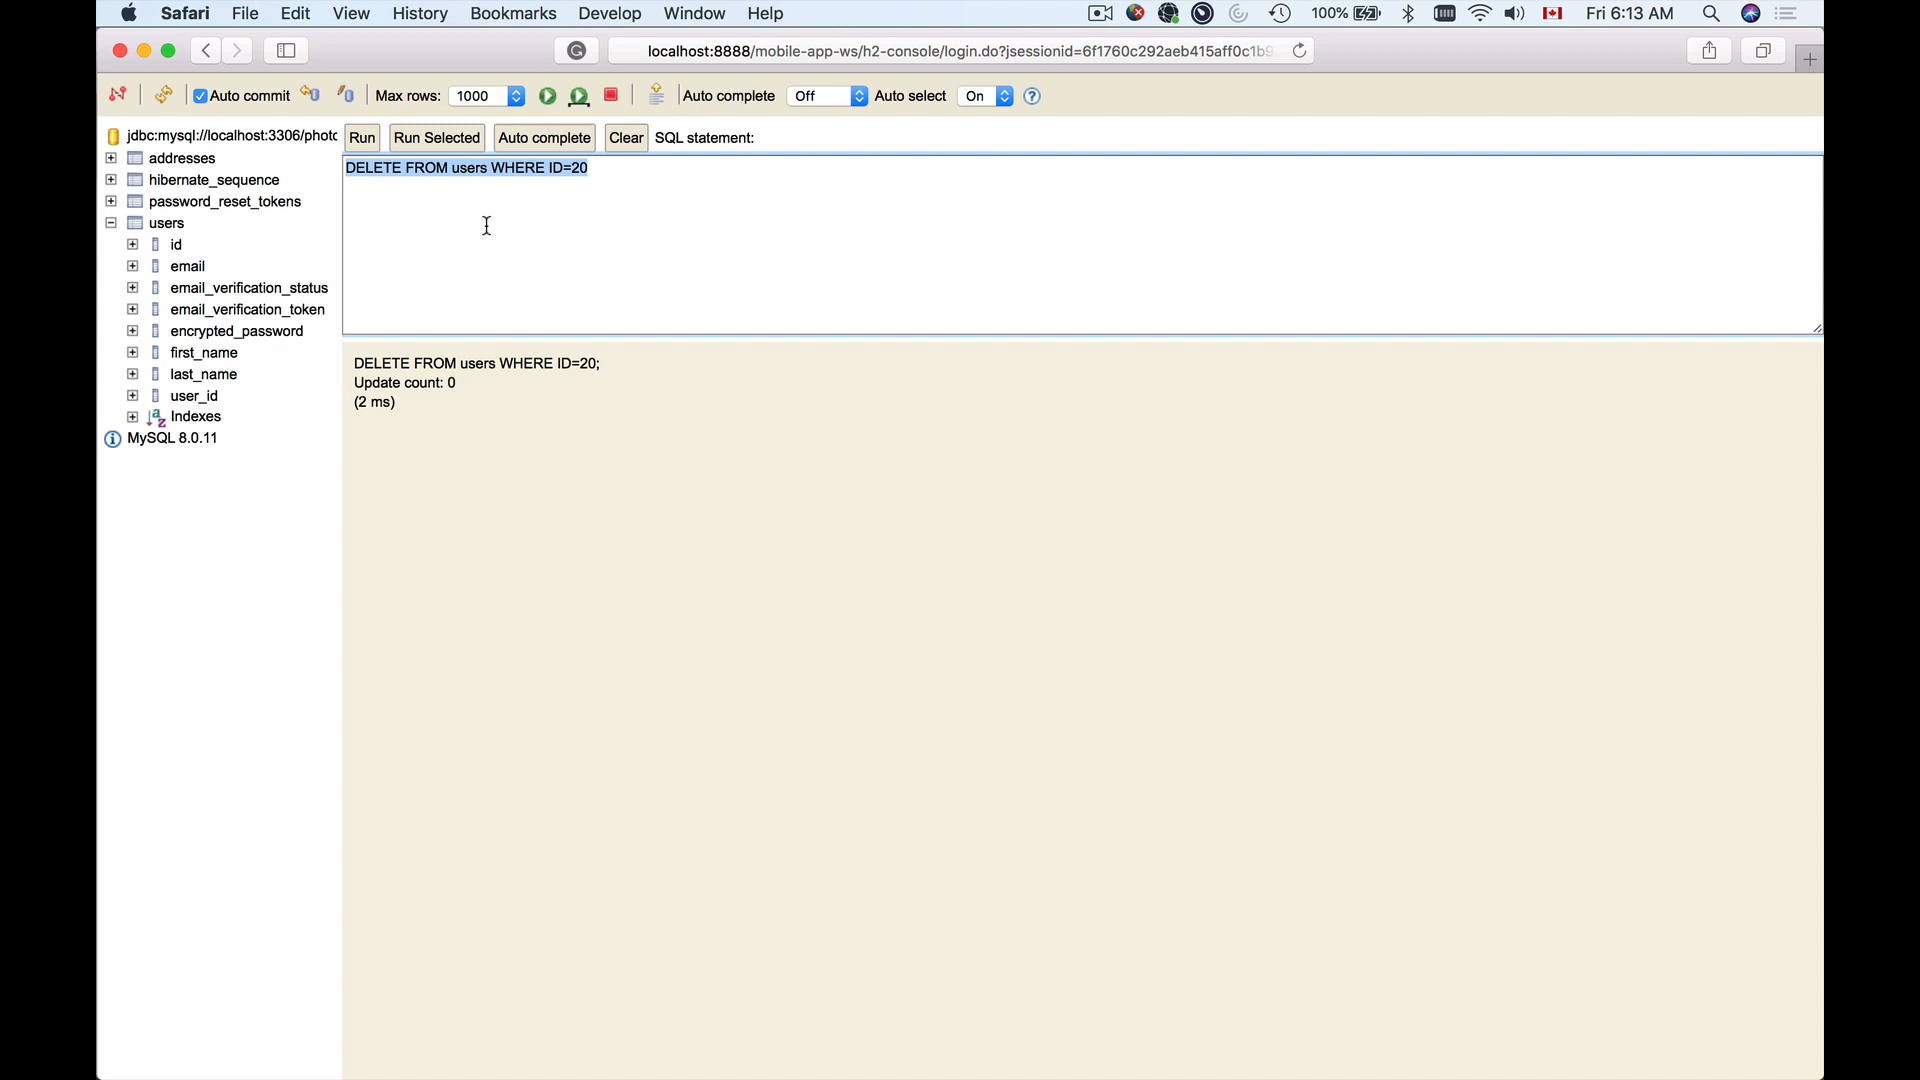 Safari File Edit View History Bookmarks Develop Window Help 100% Fri 6:13 AM
localhost:8888/mobile-app-ws/h2-console/login.do?jsessionid=6f1760c292aeb415aff0c1b9
Auto commit Max rows: 1000 Auto complete Off Auto select On
jdbc:mysql://localhost:3306/photo
Run Run Selected Auto complete Clear SQL statement:
addresses
hibernate_sequence
password_reset_tokens
users
id
email
email_verification_status
email_verification_token
encrypted_password
first_name
last_name
user_id
Indexes
MySQL 8.0.11
DELETE FROM users WHERE ID=20
DELETE FROM users WHERE ID=20;
Update count: 0
(2 ms)